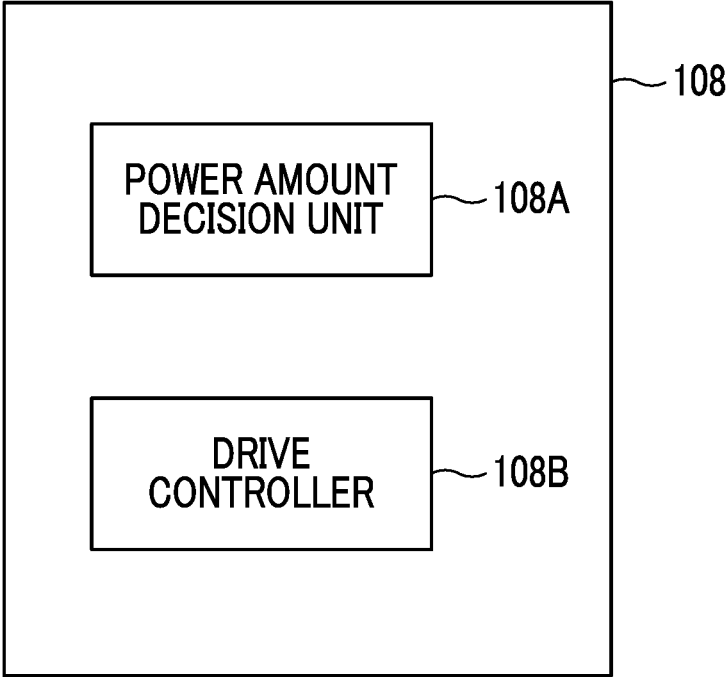 108
POWER AMOUNT
DECISION UNIT
108A
DRIVE
CONTROLLER
108B